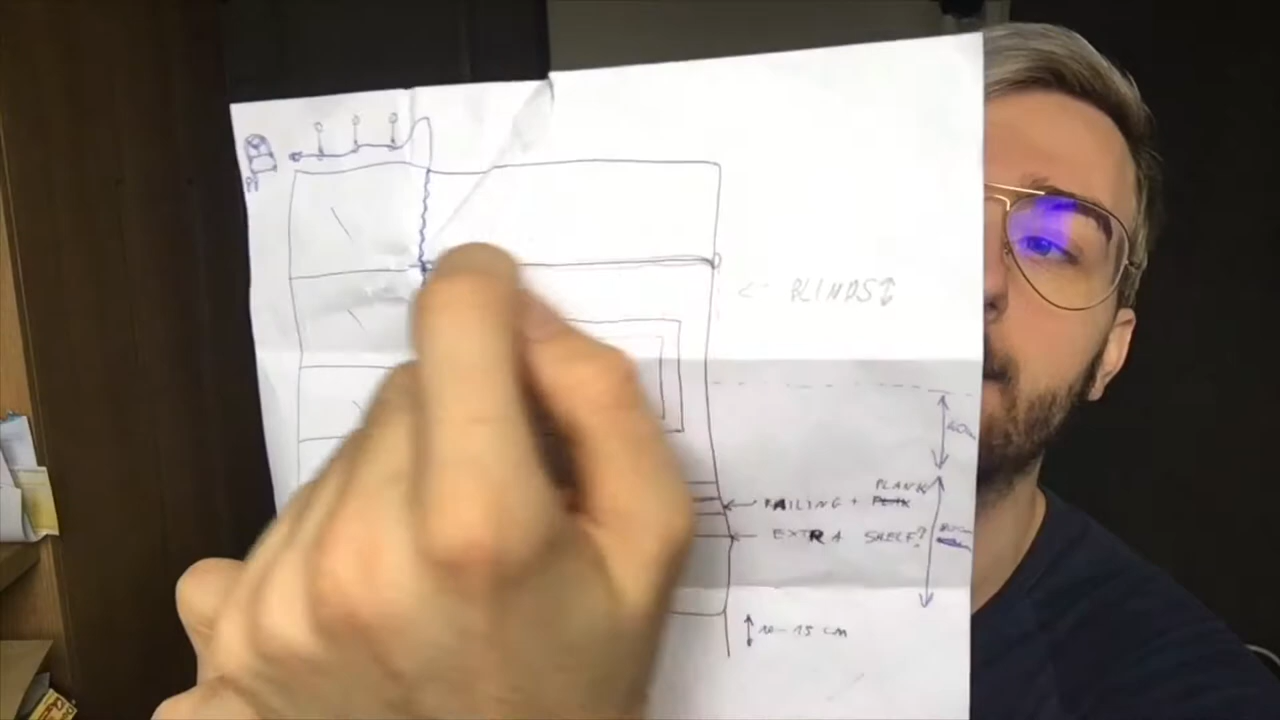 <- BLINDS
PLANK
RAILING +
EXTRA SHELF?
10-15 CM